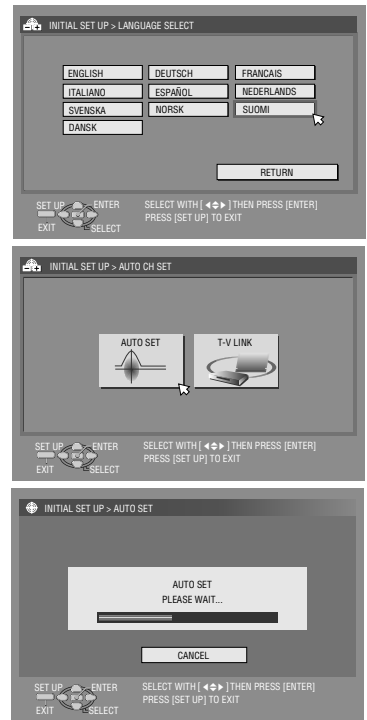 INITIAL SET UP > LANGUAGE SELECT
ENGLISH DEUTSCH FRANCAIS
ITALIANO ESPAÑOL NEDERLANDS
SVENSKA NORSK SUOMI
DANSK
RETURN
SET UP ENTER SELECT WITH [ ] THEN PRESS [ENTER]
EXIT SELECT PRESS [SET UP] TO EXIT
INITIAL SET UP > AUTO CH SET
AUTO SET T-V LINK
SET UP ENTER SELECT WITH [ ] THEN PRESS [ENTER]
EXIT SELECT PRESS [SET UP] TO EXIT
INITIAL SET UP > AUTO SET
AUTO SET
PLEASE WAIT...
CANCEL
SET UP ENTER SELECT WITH [ ] THEN PRESS [ENTER]
EXIT SELECT PRESS [SET UP] TO EXIT